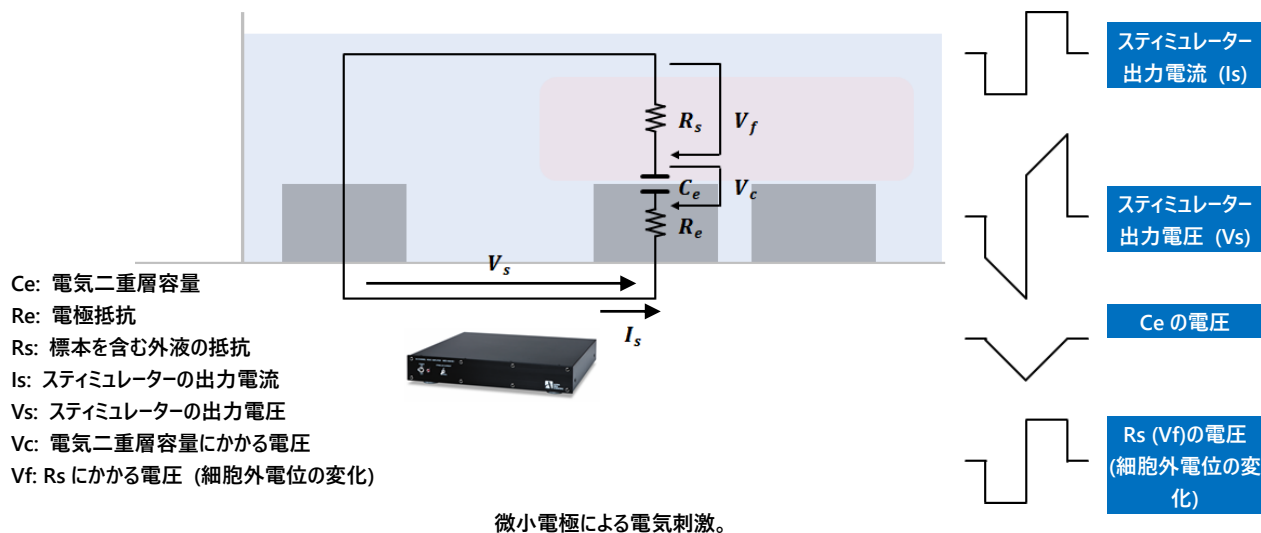 スティミュレーター
出力電流 (Is)
R_s
V_f
C_e
V_c
R_e
スティミュレーター
出力電圧 (Vs)
V_s
I_s
Ce: 電気二重層容量
Re: 電極抵抗
Rs: 標本を含む外液の抵抗
Is: スティミュレーターの出力電流
Vs: スティミュレーターの出力電圧
Vc: 電気二重層容量にかかる電圧
Vf: Rs にかかる電圧 (細胞外電位の変化)
Ce の電圧
Rs (Vf)の電圧
(細胞外電位の変
化)
微小電極による電気刺激。